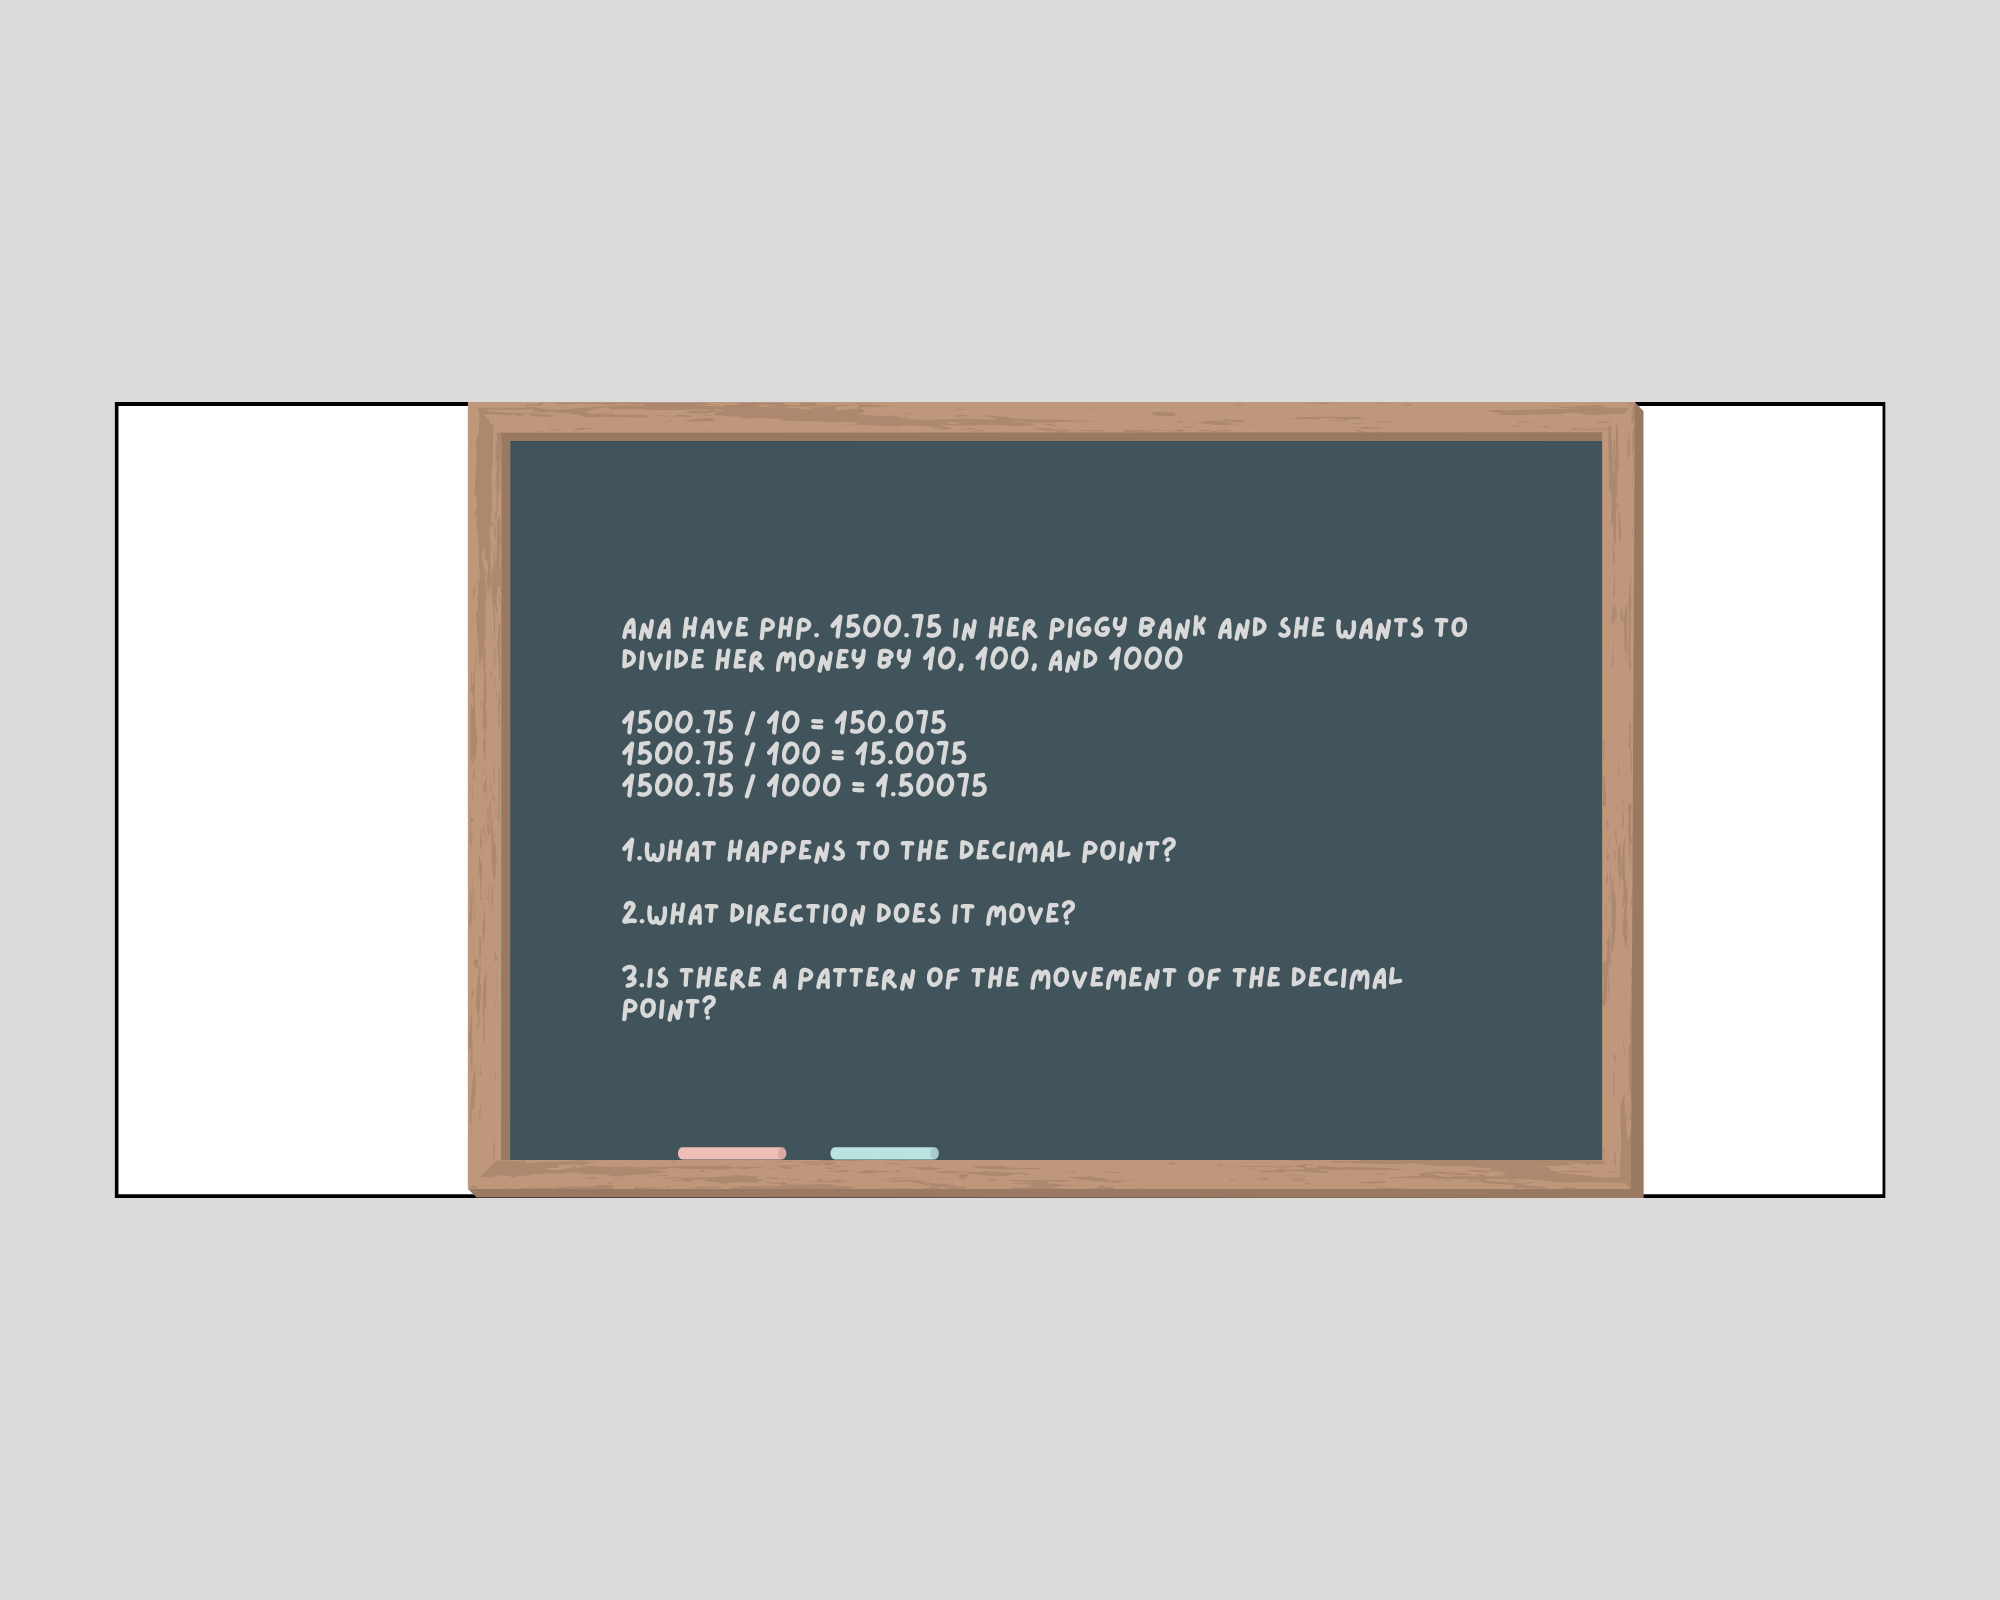 ANA HAVE PHP. 1500.75 IN HER PIGGY BANK AND SHE WANTS TO
DIVIDE HER MONEY BY 10, 100, AND 1000
1500.75 / 10 = 150.075
1500.75 / 100 = 15.0075
1500.75 / 1000 = 1.50075
1.WHAT HAPPENS TO THE DECIMAL POINT?
2.WHAT DIRECTION DOES IT MOVE?
3.IS THERE A PATTERN OF THE MOVEMENT OF THE DECIMAL
POINT?